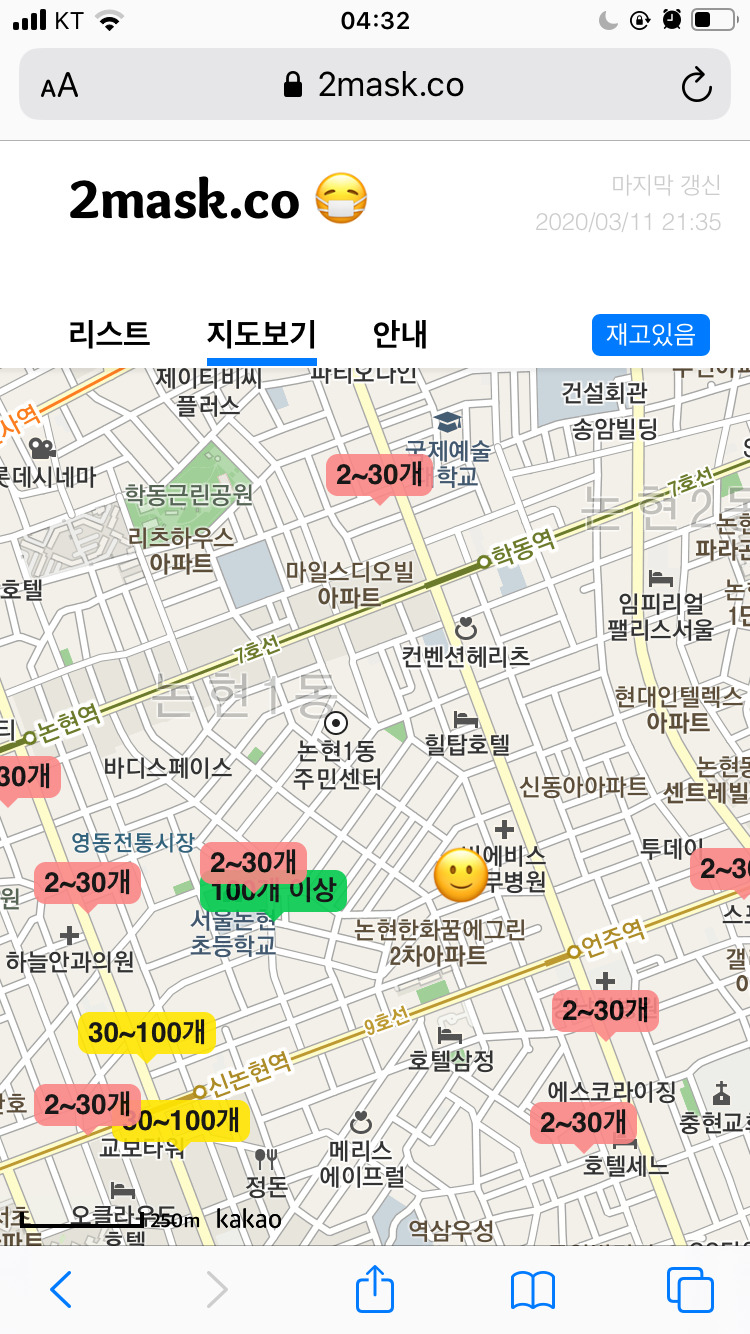 KT
04:32
AA
2mask.co
2mask.co
마지막 갱신
2020/03/11 21:35
리스트
지도보기
안내
재고있음
제이티비씨
플러스
파티오나인
건설회관
송암빌딩
사역
롯데시네마
국제예술
대학교
2~30개
7호선
학동근린공원
논현2동
리츠하우스
아파트
학동역
마일스디오빌
아파트
호텔
임피리얼
팰리스서울
컨벤션헤리츠
7호선
논현1동
현대인텔렉스
아파트
논현역
논현1동
주민센터
힐탑호텔
바디스페이스
30개
신동아아파트
센트레빌
영동전통시장
2~30개
100개 이상
2~30개
투데이
2~30
원
비에비스
무병원
서울논현
초등학교
논현한화꿈에그린
2차아파트
언주역
하늘안과의원
2~30개
30~100개
9호선
호텔삼정
신논현역
에스코라이징
2~30개
30~100개
2~30개
충현교회
교보타워
메리스
에이프럴
호텔세느
정돈
오클라우드
호텔
250m
kakao
역삼우성